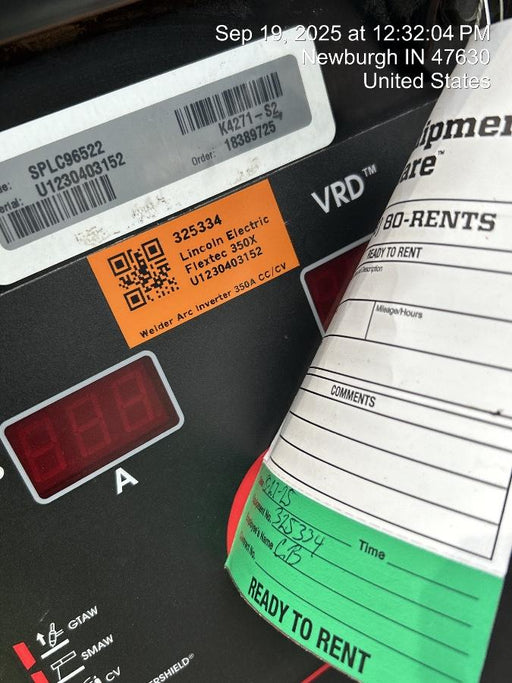 Sep 19, 2025 at 12:32:04 PM
Newburgh IN 47630
United States
SPLC96522
U1230403152
K4271-S2
Order: 18389725
VRD™
325334
Lincoln Electric
Flextec 350X
U1230403152
Welder Arc Inverter 350A CC/CV
A
GTAW
SMAW
CV
80-RENTS
READY TO RENT
Mileage/Hours
COMMENTS
325334
Time
C.B
READY TO RENT